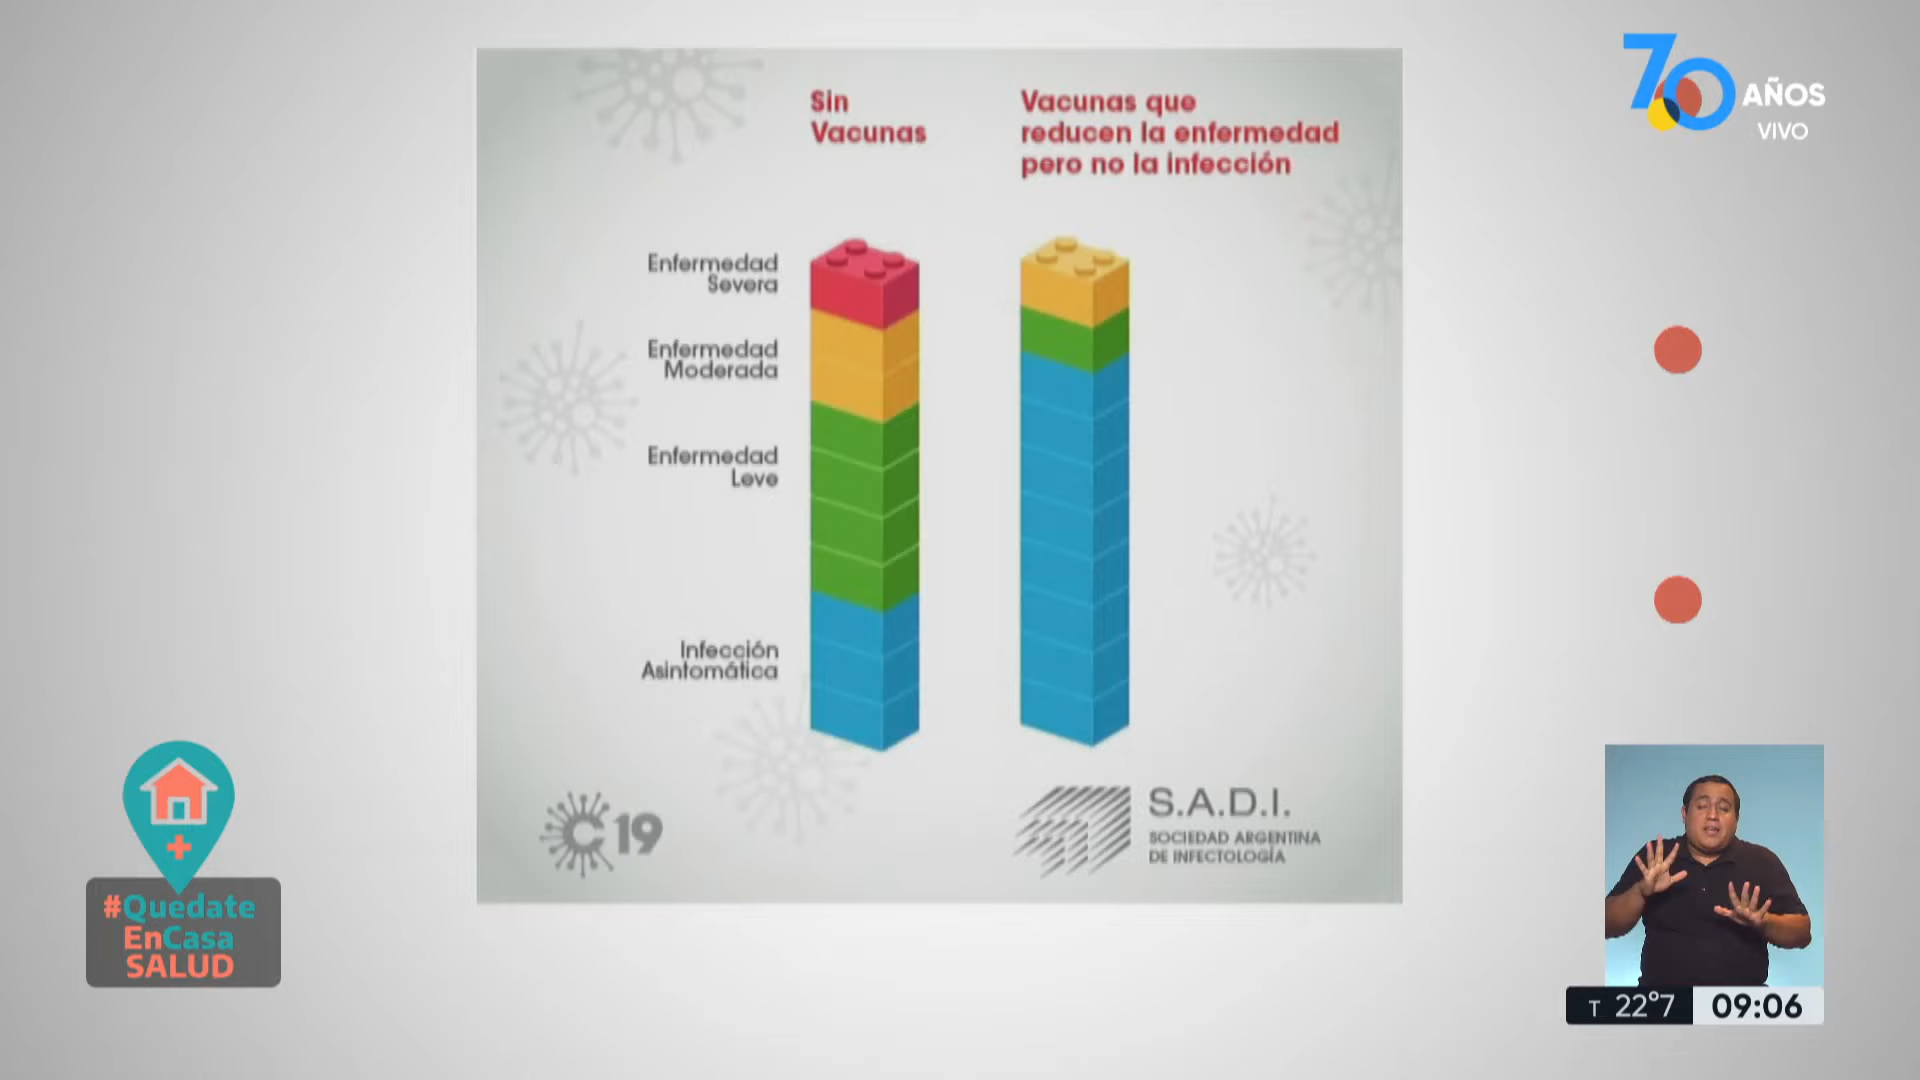 70 AÑOS
VIVO
Sin
Vacunas
Vacunas que
reducen la enfermedad
pero no la infección
Enfermedad
Severa
Enfermedad
Moderada
Enfermedad
Leve
Infección
Asintomática
C19
S.A.D.I.
SOCIEDAD ARGENTINA
DE INFECTOLOGÍA
#Quedate
EnCasa
SALUD
T 22°7 09:06